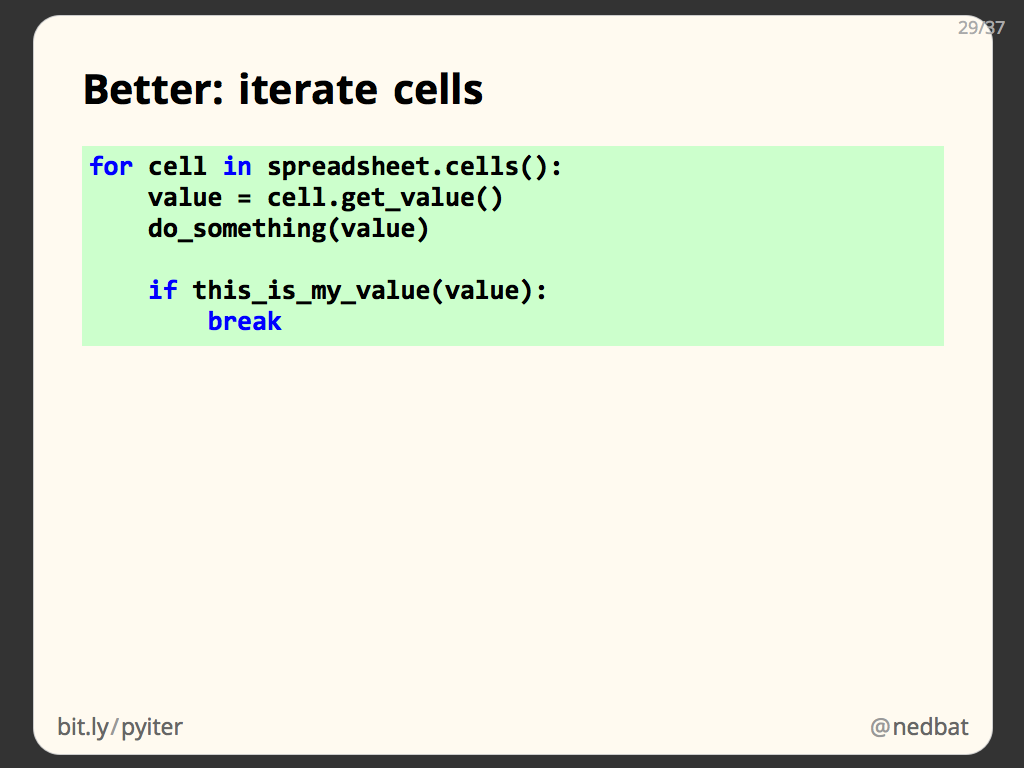 29/37
Better: iterate cells
for cell in spreadsheet.cells():
    value = cell.get_value()
    do_something(value)

    if this_is_my_value(value):
        break
bit.ly/pyiter
@nedbat